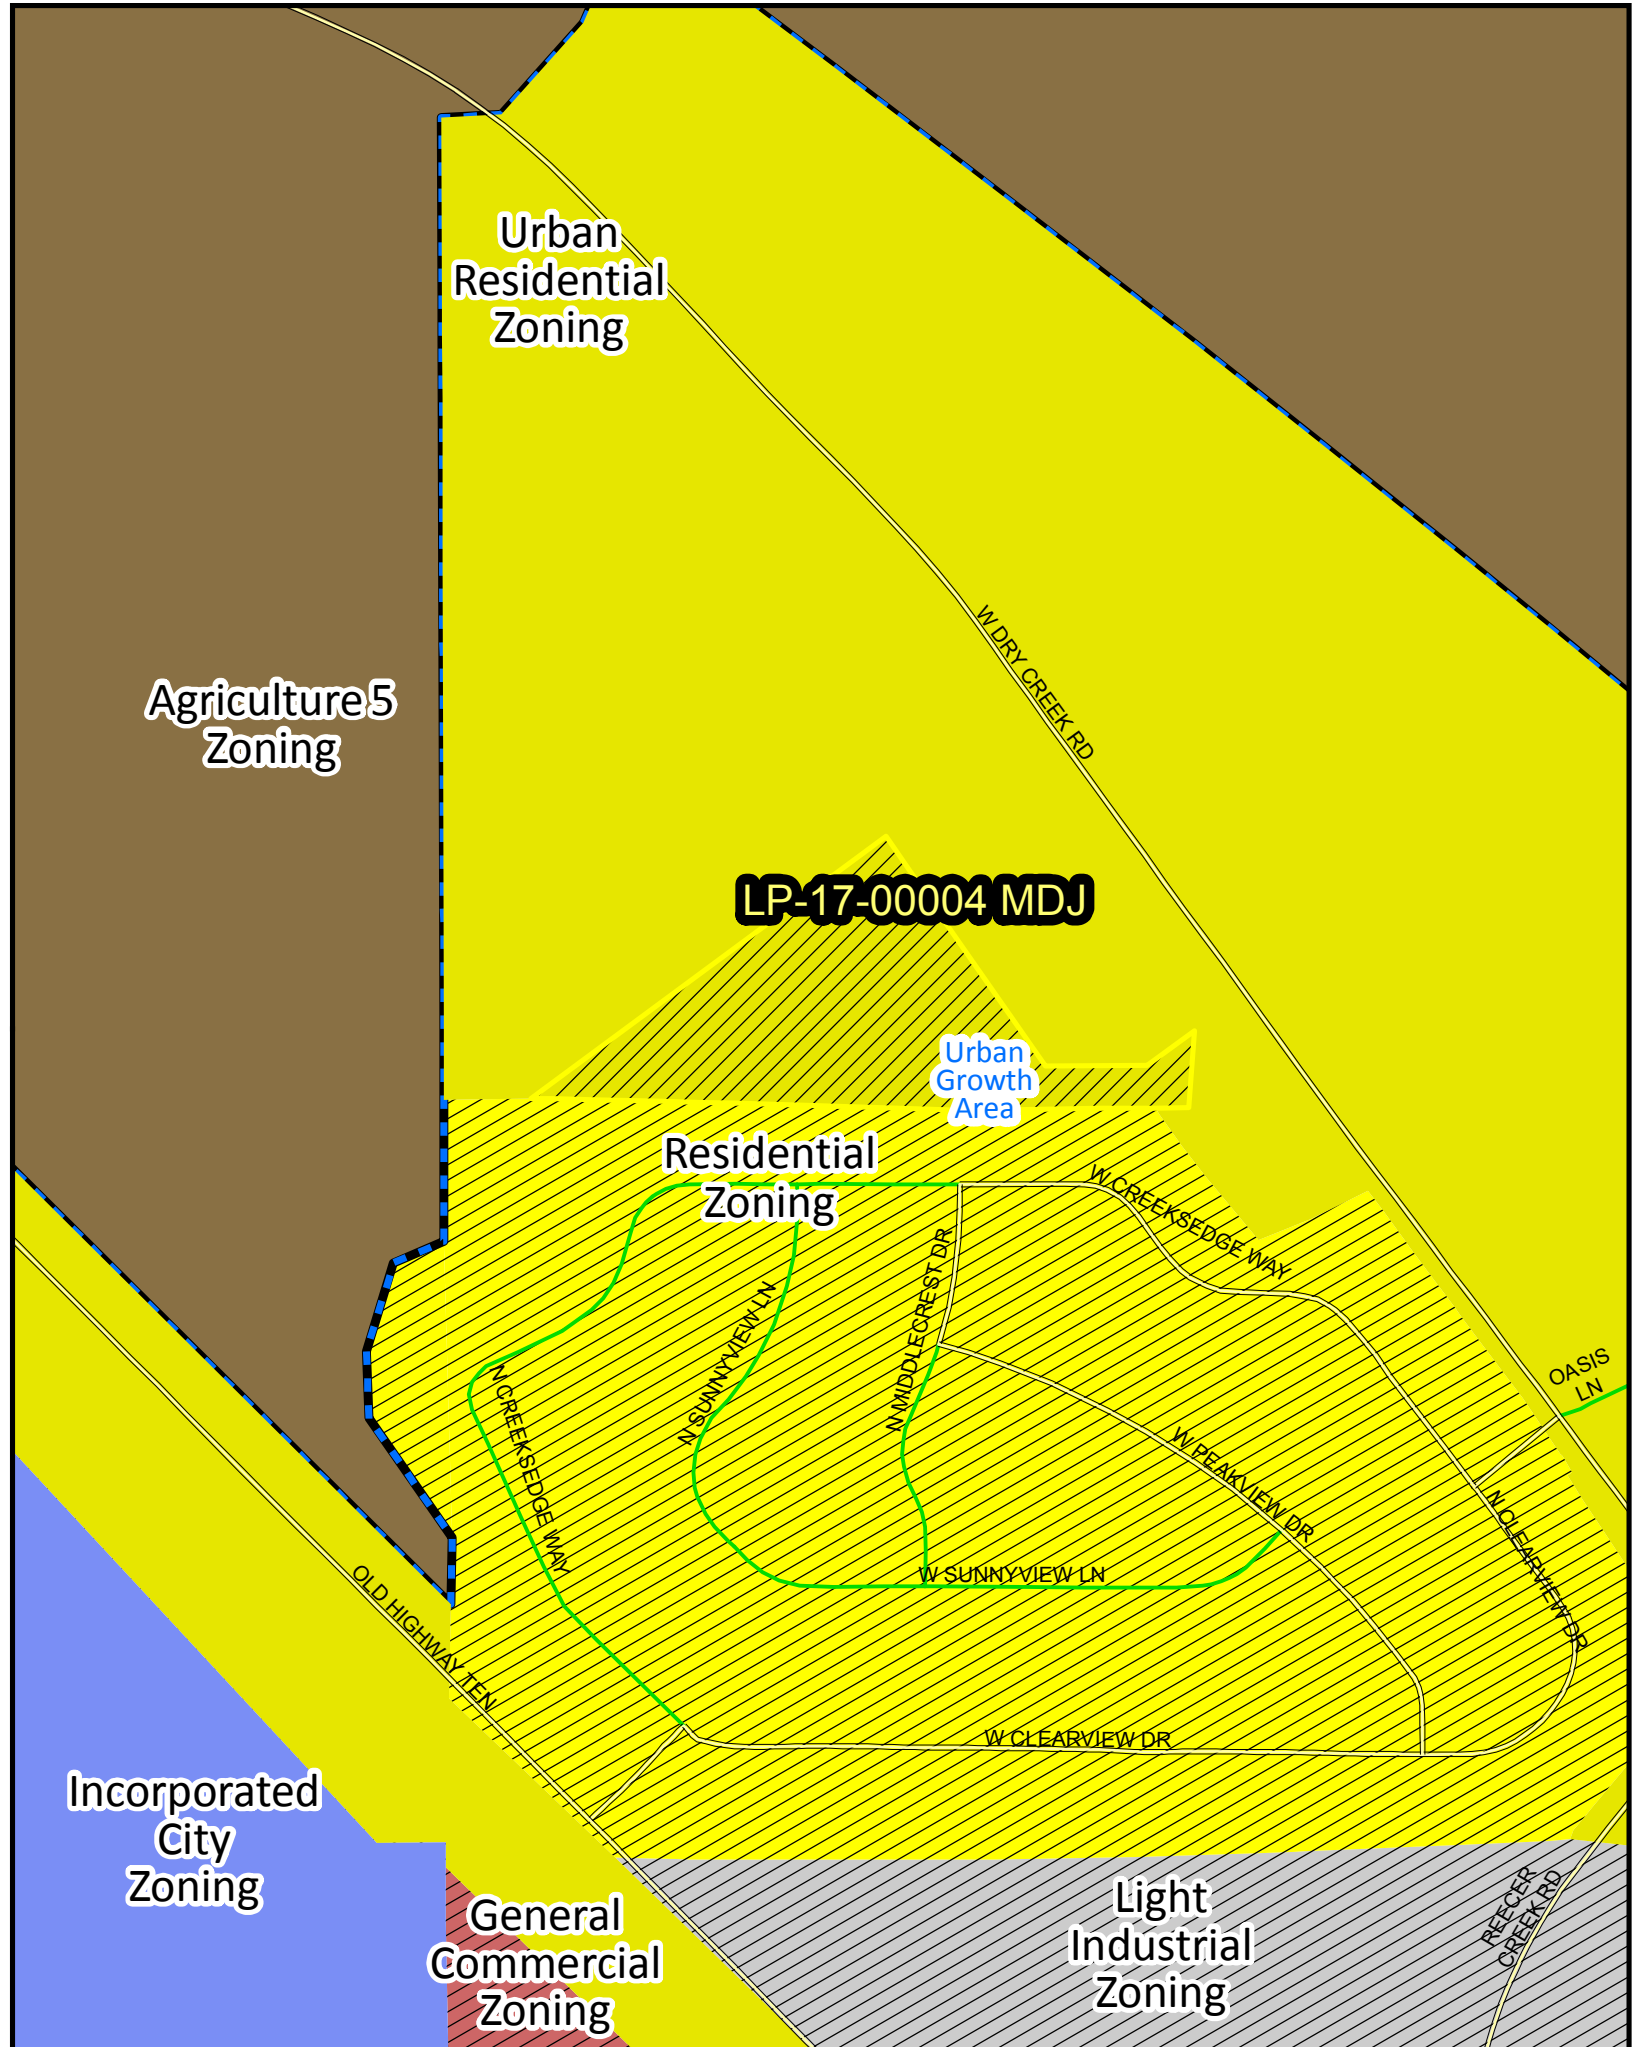 Urban
Residential
Zoning
W DRY CREEK RD
Agriculture 5
Zoning
LP-17-00004 MDJ
Urban
Growth
Area
Residential
Zoning
W CREEKSEDGE WAY
N MIDDLECREST DR
N SUNNYVIEW LN
N CREEKSEDGE WAY
OASIS
LN
W PEAKVIEW DR
N CLEARVIEW DR
W SUNNYVIEW LN
OLD HIGHWAY TEN
W CLEARVIEW DR
Incorporated
City
Zoning
General
Commercial
Zoning
Light
Industrial
Zoning
REECER
CREEK RD